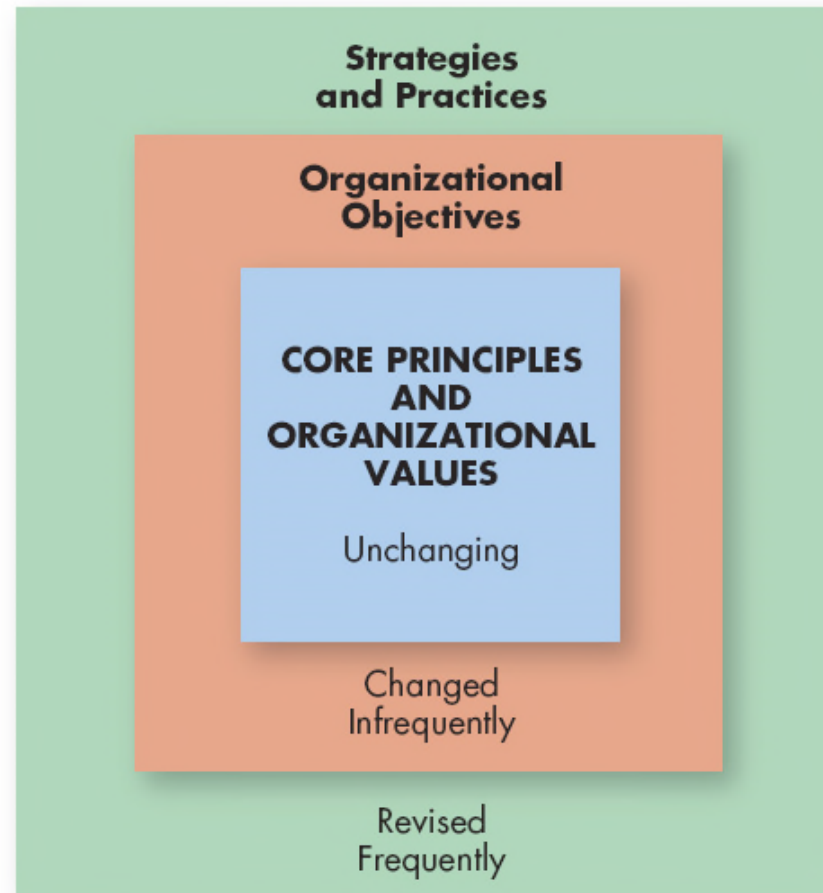 Strategies
and Practices
Organizational
Objectives
CORE PRINCIPLES
AND
ORGANIZATIONAL
VALUES
Unchanging
Changed
Infrequently
Revised
Frequently